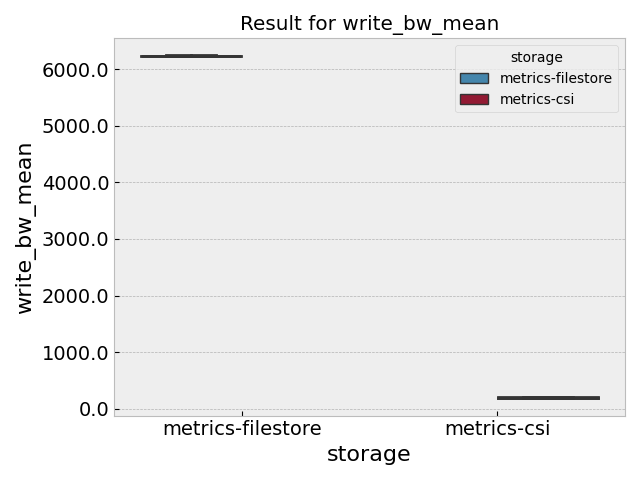 Result for write_bw_mean
storage
metrics-filestore
metrics-csi
write_bw_mean
6000.0
5000.0
4000.0
3000.0
2000.0
1000.0
0.0
metrics-filestore
metrics-csi
storage